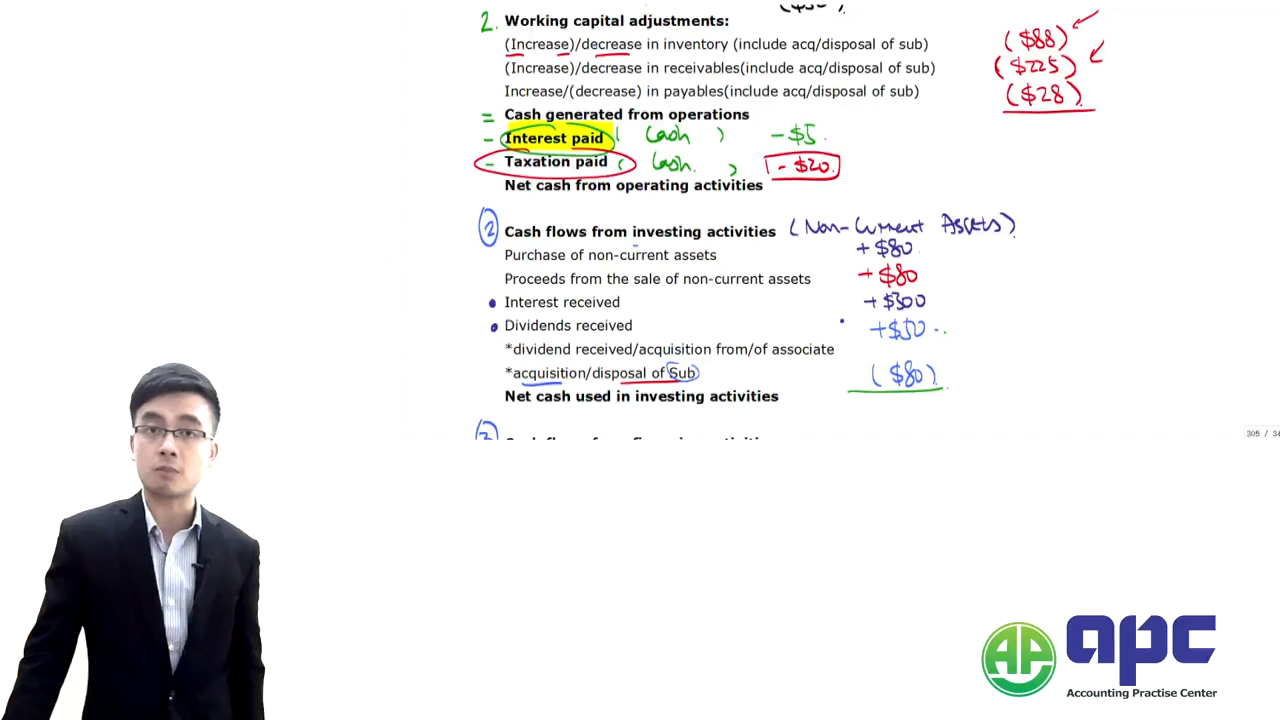 2. Working capital adjustments:
(Increase)/decrease in inventory (include acq/disposal of sub) ($88)
(Increase)/decrease in receivables(include acq/disposal of sub) ($225)
Increase/(decrease) in payables(include acq/disposal of sub) ($28)
= Cash generated from operations
- Interest paid ( Cash ) - $5
- Taxation paid ( Cash. ) - $20
Net cash from operating activities
2 Cash flows from investing activities (Non-Current Assets)
Purchase of non-current assets + $80
Proceeds from the sale of non-current assets + $80
• Interest received + $300
• Dividends received + $50
*dividend received/acquisition from/of associate
*acquisition/disposal of Sub ($80)
Net cash used in investing activities
305 / 34
AP
apc
Accounting Practise Center